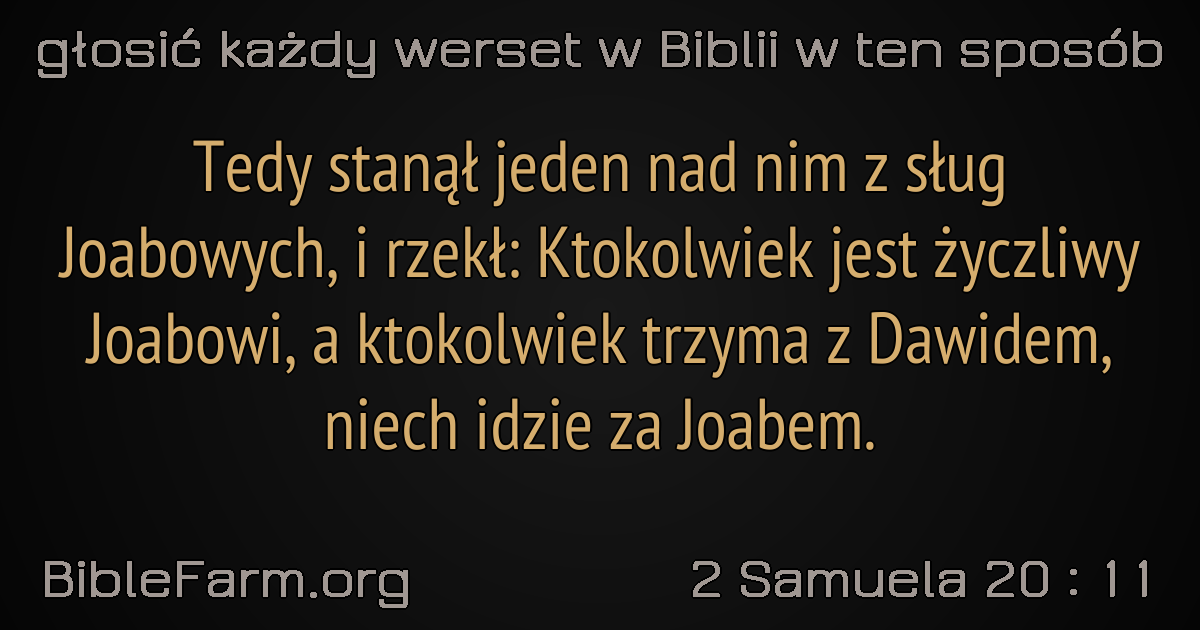 głosić każdy werset w Biblii w ten sposób
Tedy stanął jeden nad nim z sług
Joabowych, i rzekł: Ktokolwiek jest życzliwy
Joabowi, a ktokolwiek trzyma z Dawidem,
niech idzie za Joabem.
BibleFarm.org
2 Samuela 20 : 11